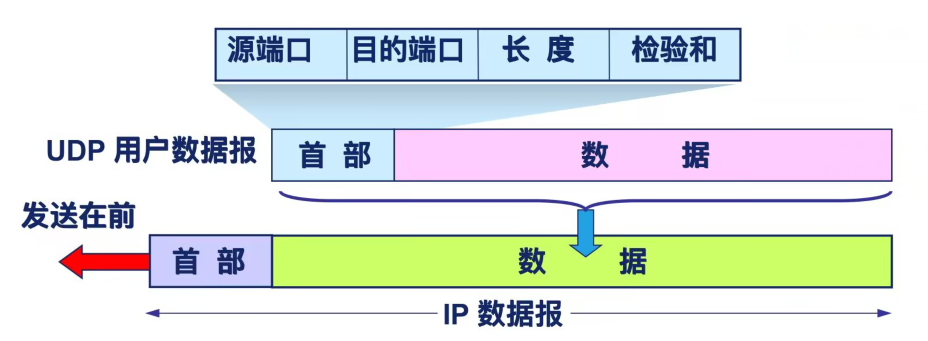 源端口 目的端口 长 度 检验和
UDP 用户数据报 首 部 数 据
发送在前
首 部 数 据
IP 数据报